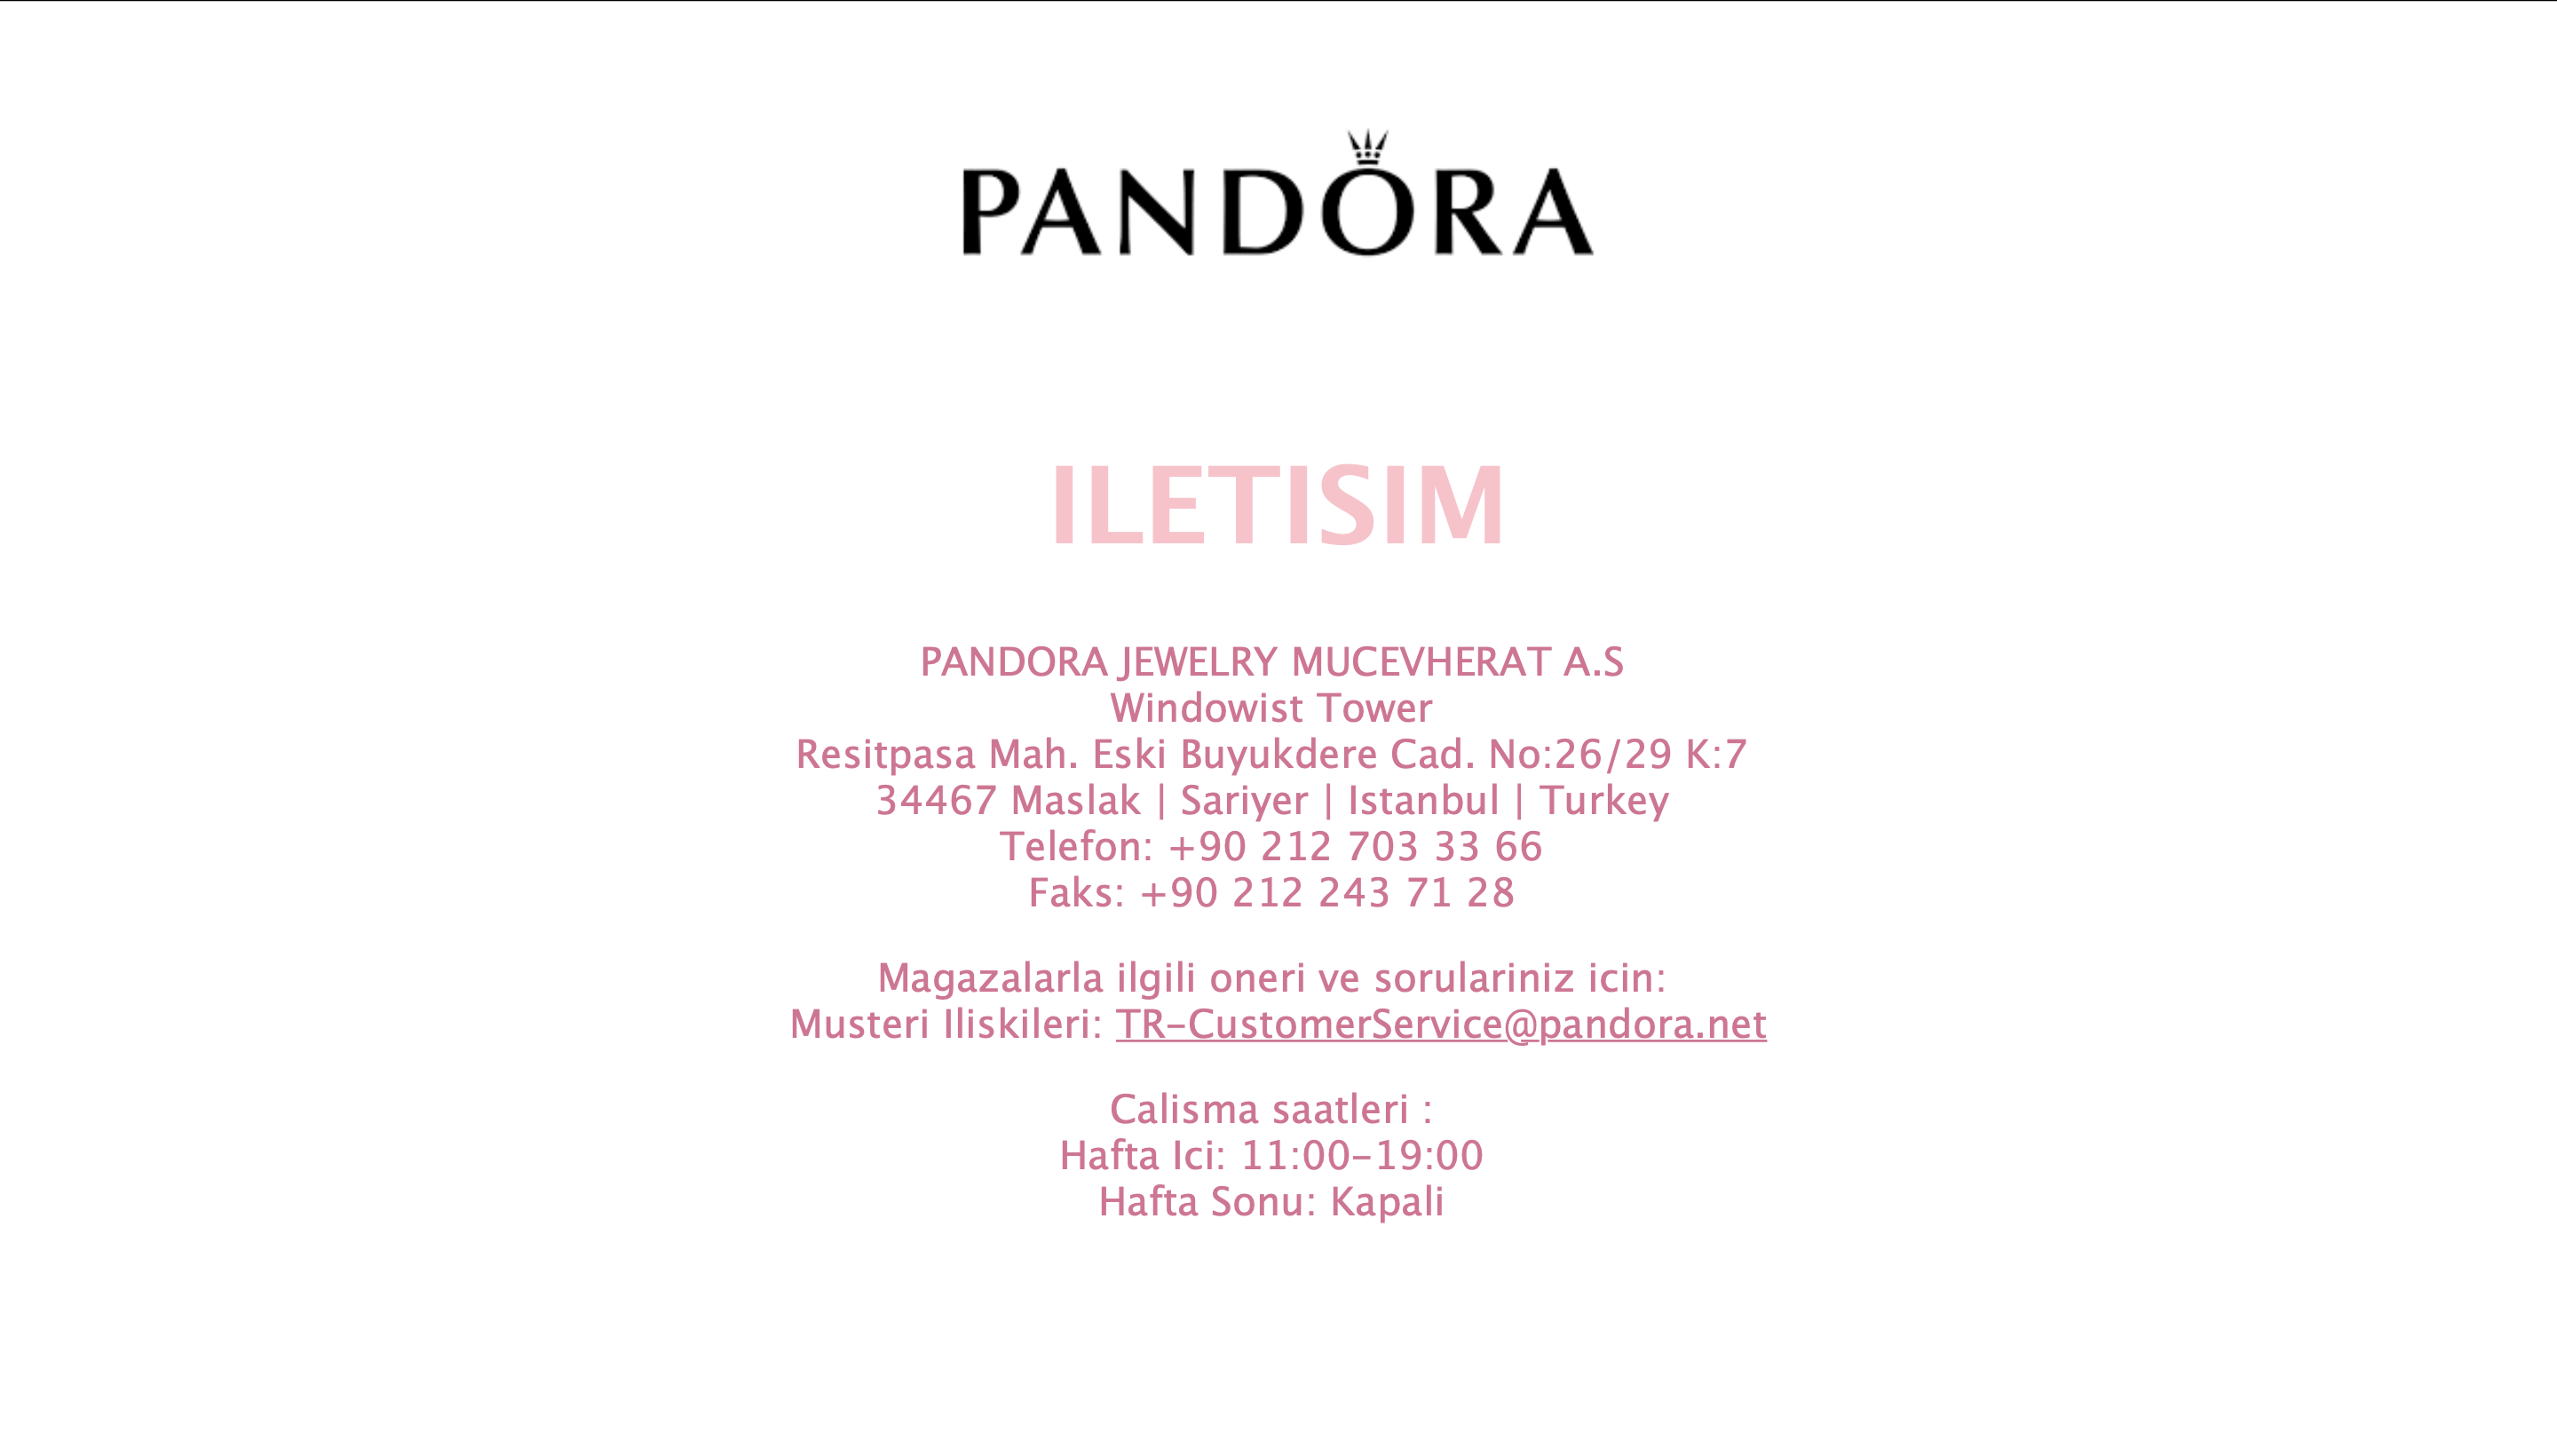 PANDORA
ILETISIM
PANDORA JEWELRY MUCEVHERAT A.S
Windowist Tower
Resitpasa Mah. Eski Buyukdere Cad. No:26/29 K:7
34467 Maslak | Sariyer | Istanbul | Turkey
Telefon: +90 212 703 33 66
Faks: +90 212 243 71 28
Magazalarla ilgili oneri ve sorulariniz icin:
Musteri Iliskileri: TR-CustomerService@pandora.net
Calisma saatleri :
Hafta Ici: 11:00-19:00
Hafta Sonu: Kapali